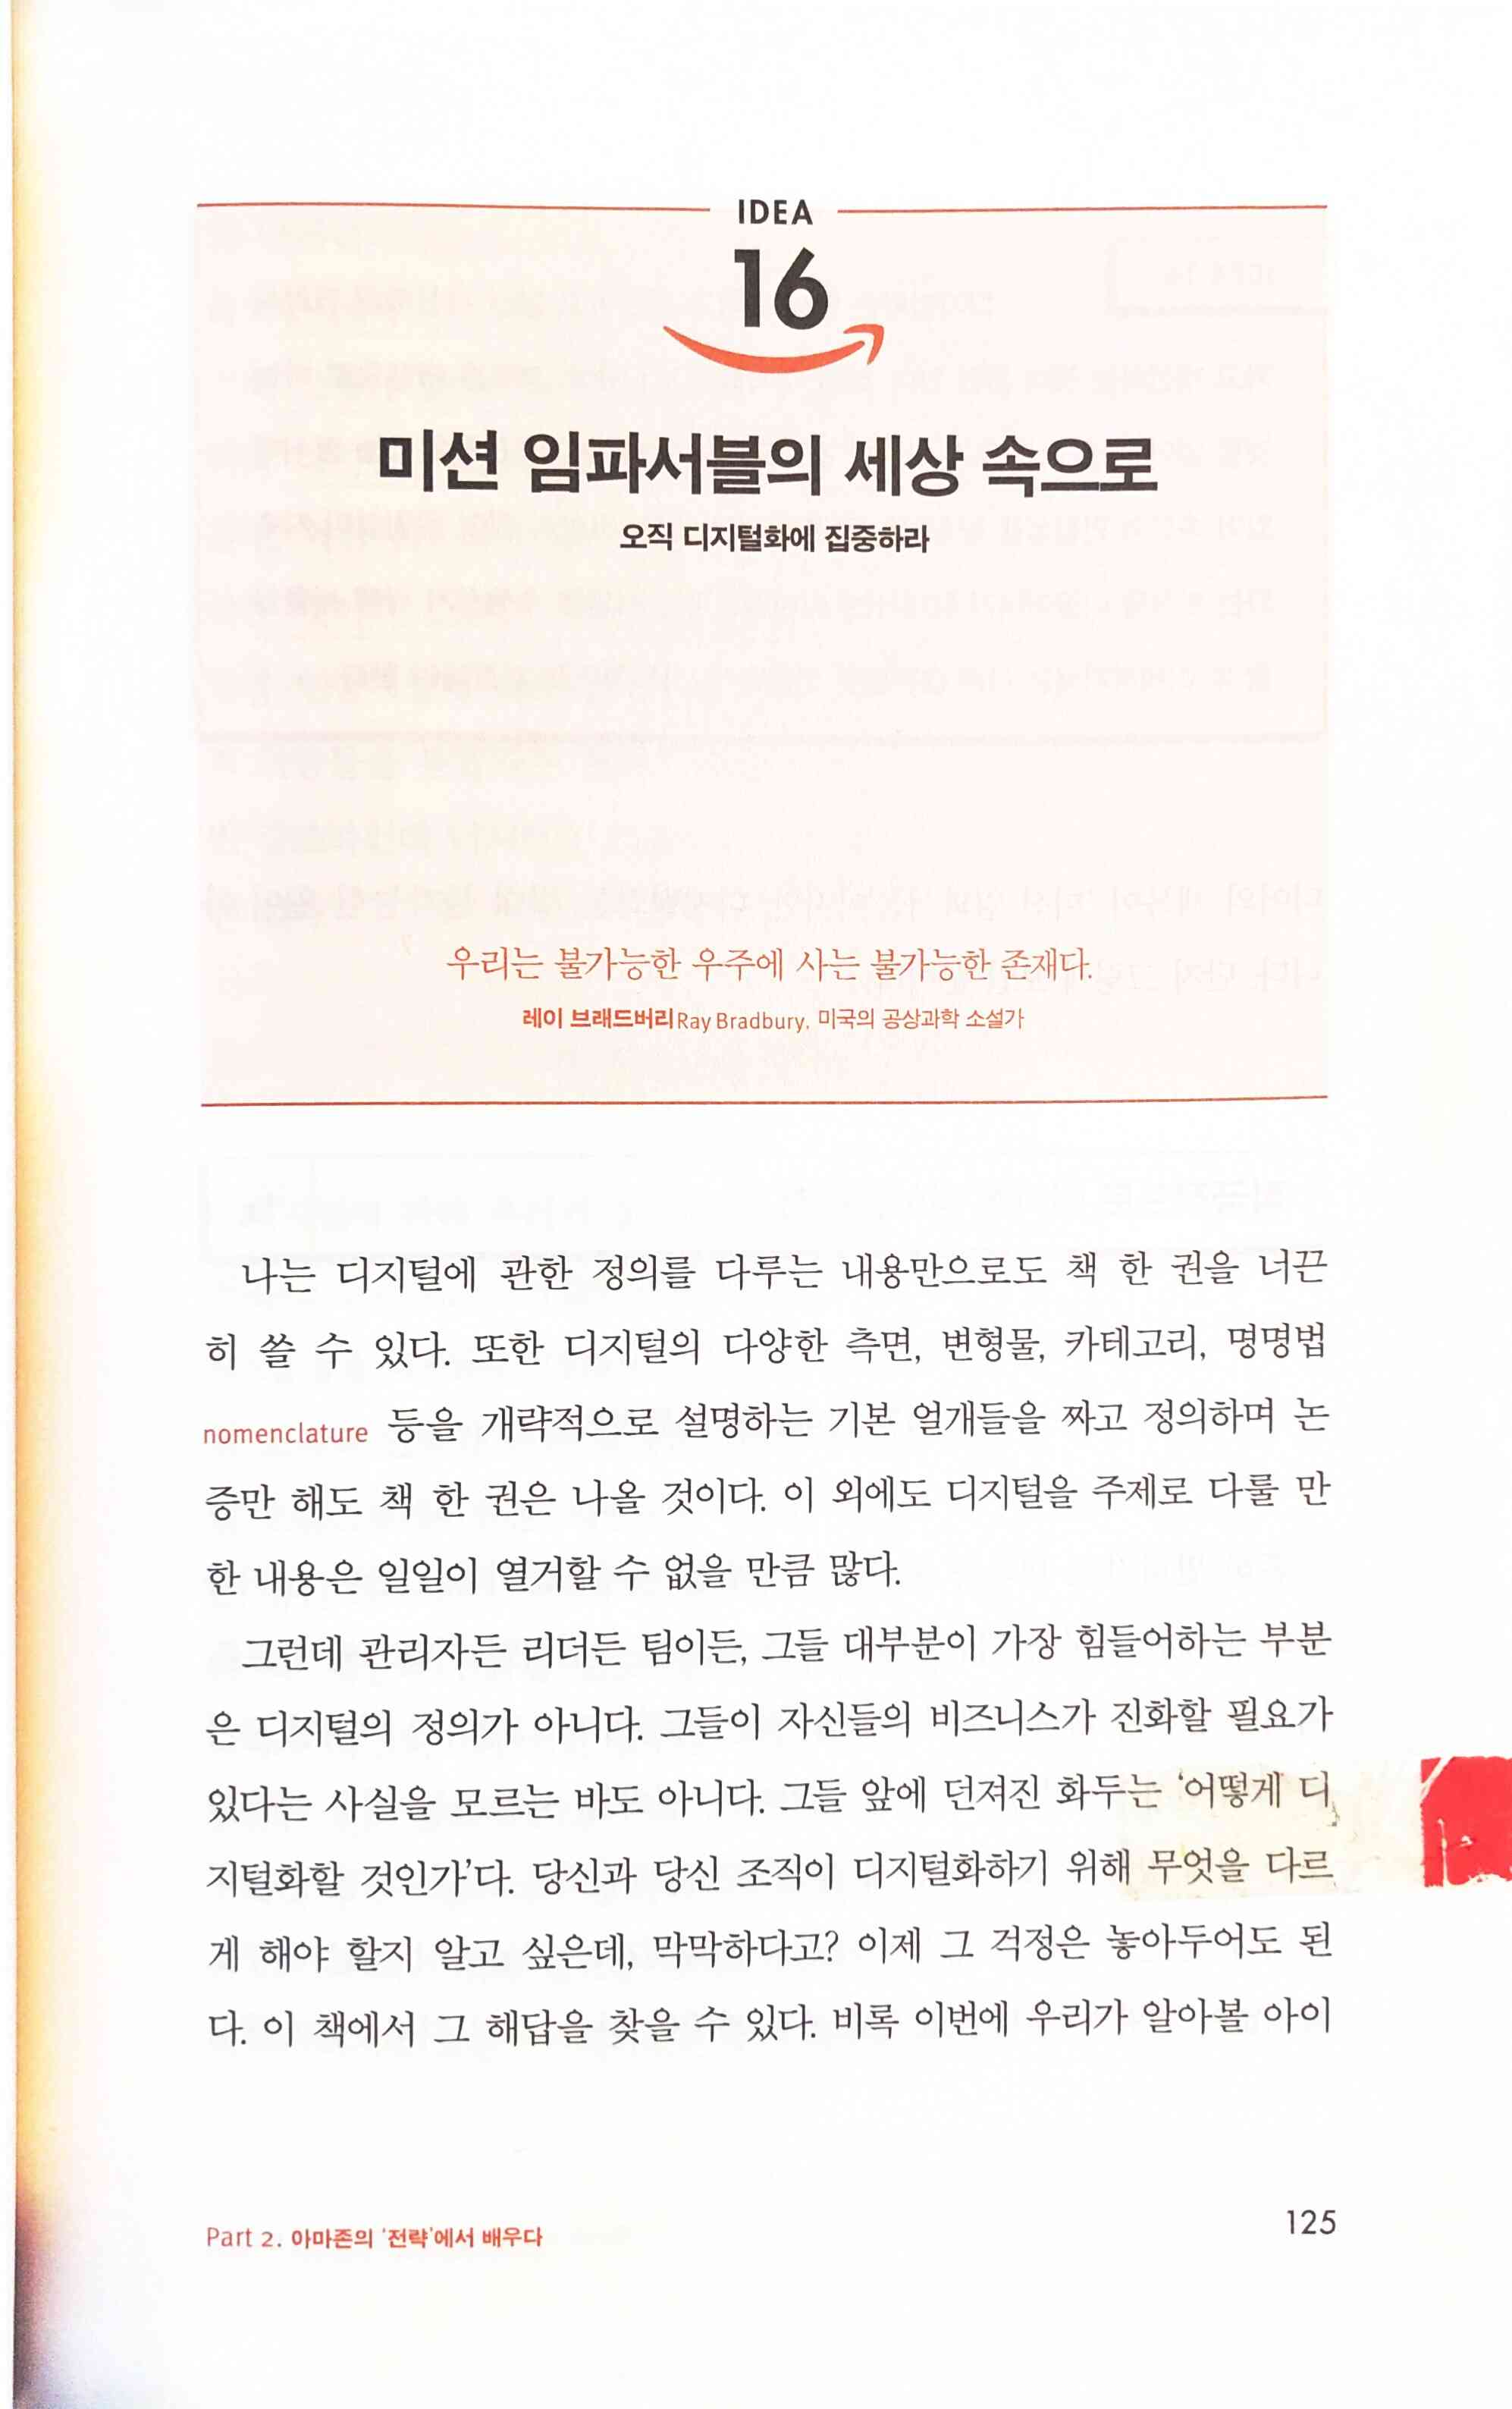 IDEA
16
미션 임파서블의 세상 속으로
오직 디지털화에 집중하라
우리는 불가능한 우주에 사는 불가능한 존재다.
레이 브래드버리 Ray Bradbury, 미국의 공상과학 소설가
나는 디지털에 관한 정의를 다루는 내용만으로도 책 한 권을 너끈
히 쓸 수 있다. 또한 디지털의 다양한 측면, 변형물, 카테고리, 명명법
nomenclature 등을 개략적으로 설명하는 기본 얼개들을 짜고 정의하며 논
증만 해도 책 한 권은 나올 것이다. 이 외에도 디지털을 주제로 다룰 만
한 내용은 일일이 열거할 수 없을 만큼 많다.
그런데 관리자든 리더든 팀이든, 그들 대부분이 가장 힘들어하는 부분
은 디지털의 정의가 아니다. 그들이 자신들의 비즈니스가 진화할 필요가
있다는 사실을 모르는 바도 아니다. 그들 앞에 던져진 화두는 ‘어떻게 디
지털화할 것인가’다. 당신과 당신 조직이 디지털화하기 위해 무엇을 다르
게 해야 할지 알고 싶은데, 막막하다고? 이제 그 걱정은 놓아두어도 된
다. 이 책에서 그 해답을 찾을 수 있다. 비록 이번에 우리가 알아볼 아이
Part 2. 아마존의 ‘전략’에서 배우다
125